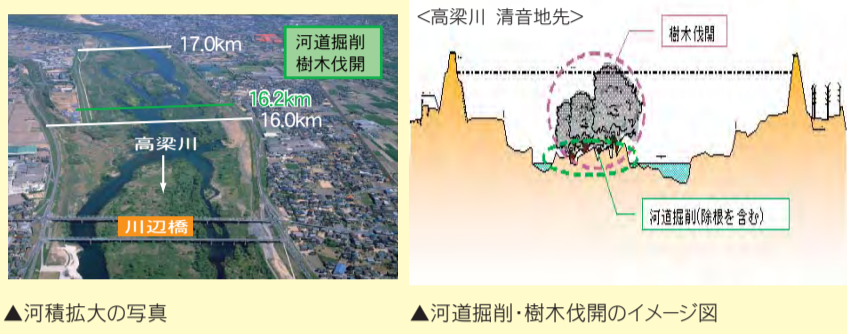 17.0km
河道掘削
樹木伐開
16.2km
16.0km
高梁川
川辺橋
▲河積拡大の写真
<高梁川 清音地先>
樹木伐開
河道掘削(除根を含む)
▲河道掘削・樹木伐開のイメージ図